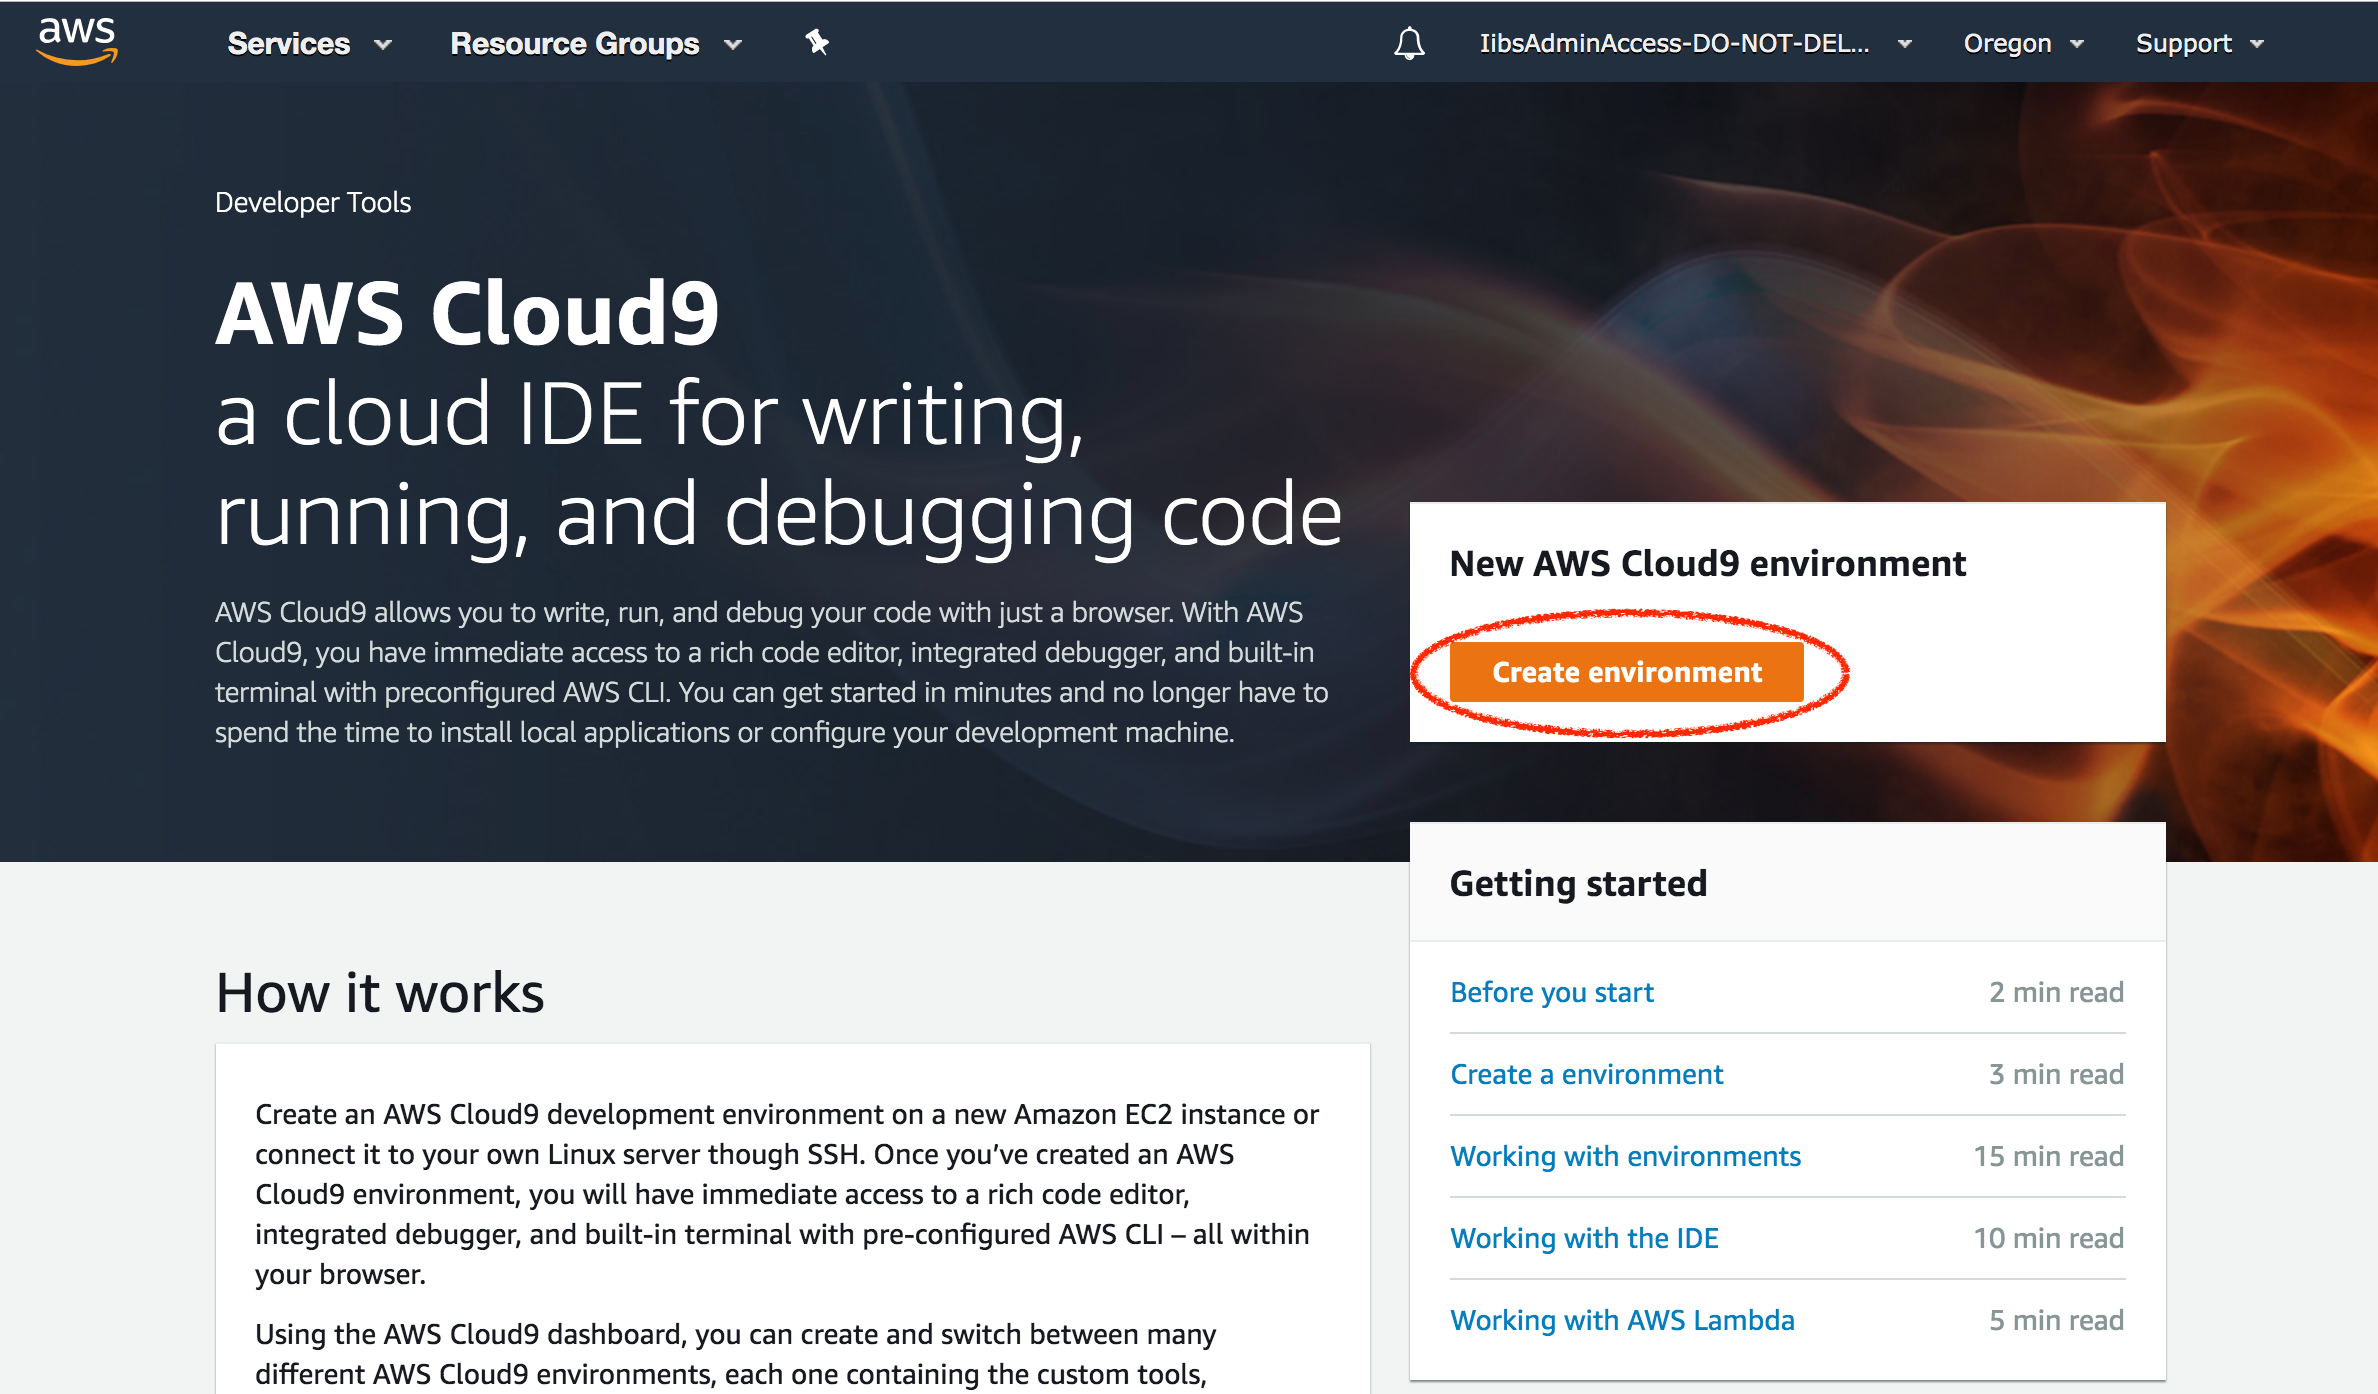 aws
Services
Resource Groups
IibsAdminAccess-DO-NOT-DEL...
Oregon
Support
Developer Tools
AWS Cloud9
a cloud IDE for writing,
running, and debugging code
AWS Cloud9 allows you to write, run, and debug your code with just a browser. With AWS
Cloud9, you have immediate access to a rich code editor, integrated debugger, and built-in
terminal with preconfigured AWS CLI. You can get started in minutes and no longer have to
spend the time to install local applications or configure your development machine.
New AWS Cloud9 environment
Create environment
Getting started
Before you start 2 min read
Create a environment 3 min read
Working with environments 15 min read
Working with the IDE 10 min read
Working with AWS Lambda 5 min read
How it works
Create an AWS Cloud9 development environment on a new Amazon EC2 instance or
connect it to your own Linux server though SSH. Once you’ve created an AWS
Cloud9 environment, you will have immediate access to a rich code editor,
integrated debugger, and built-in terminal with pre-configured AWS CLI – all within
your browser.
Using the AWS Cloud9 dashboard, you can create and switch between many
different AWS Cloud9 environments, each one containing the custom tools,